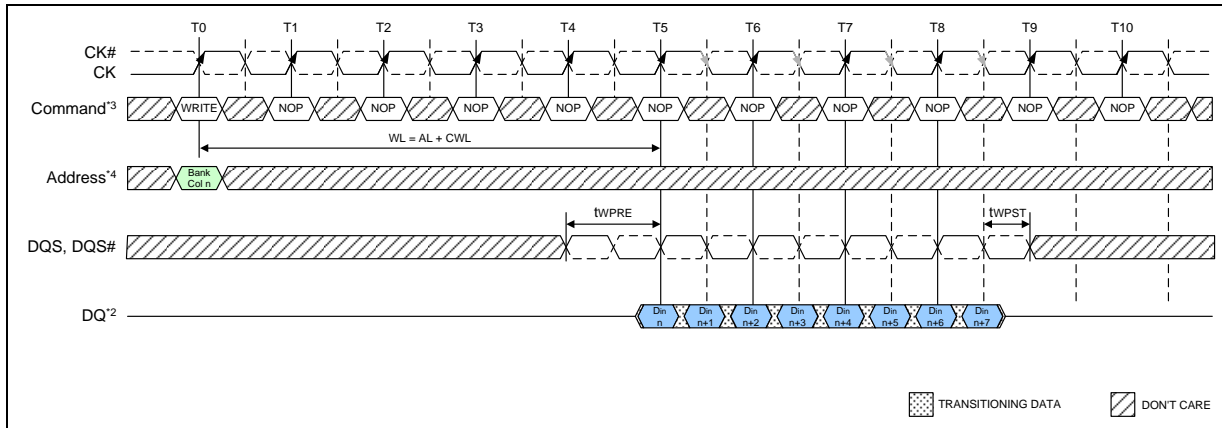 T0 T1 T2 T3 T4 T5 T6 T7 T8 T9 T10
CK#
CK
Command*3 WRITE NOP NOP NOP NOP NOP NOP NOP NOP NOP NOP
WL = AL + CWL
Address*4 Bank
Col n
tWPRE tWPST
DQS, DQS#
DQ*2 Din Din Din Din Din Din Din Din
n n+1 n+2 n+3 n+4 n+5 n+6 n+7
TRANSITIONING DATA DON'T CARE